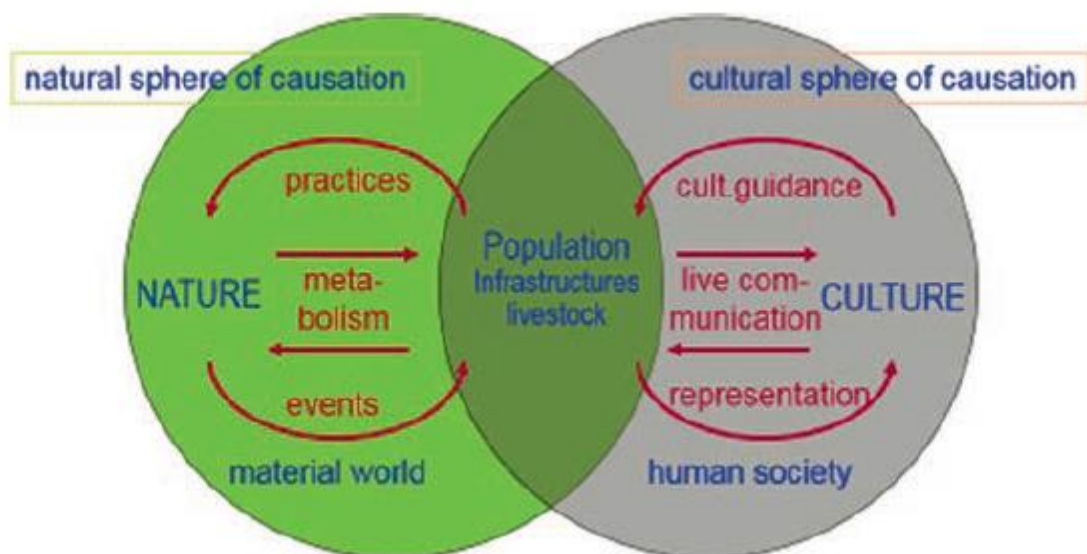 natural sphere of causation
cultural sphere of causation
practices
cult.guidance
Population
Infrastructures
livestock
NATURE
meta-
bolism
live com-
munication
CULTURE
events
representation
material world
human society